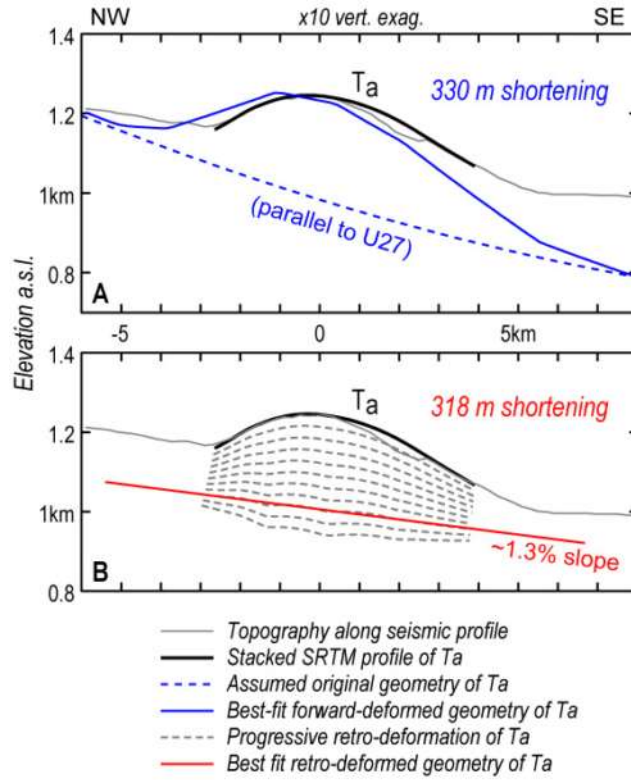 NW x10 vert. exag. SE
1.4
Ta
330 m shortening
1.2
1km
(parallel to U27)
0.8
A
-5 0 5km
Elevation a.s.l.
1.4
Ta
318 m shortening
1.2
1km
~1.3% slope
B
0.8
Topography along seismic profile
Stacked SRTM profile of Ta
Assumed original geometry of Ta
Best-fit forward-deformed geometry of Ta
Progressive retro-deformation of Ta
Best fit retro-deformed geometry of Ta